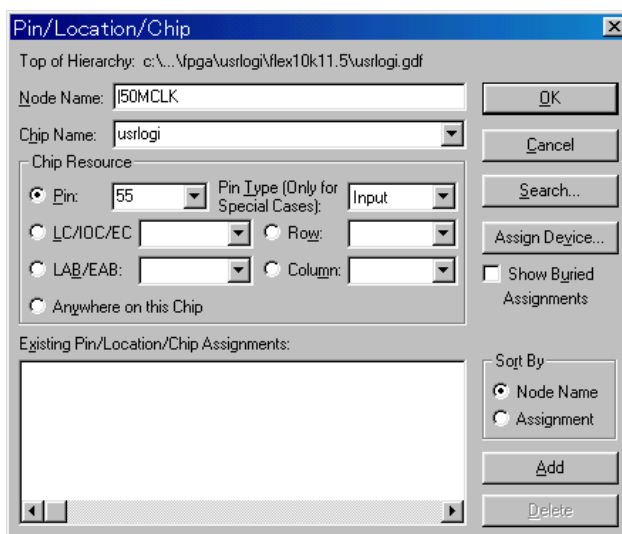 Pin/Location/Chip
Top of Hierarchy: c:\...\fpga\usrlogi\flex10k11.5\usrlogi.gdf
Node Name: I50MCLK
OK
Chip Name: usrlogi
Cancel
Chip Resource
Pin: 55
Pin Type (Only for
Special Cases):
Input
Search...
LC/IOC/EC
Row:
Assign Device...
LAB/EAB:
Column:
Show Buried
Assignments
Anywhere on this Chip
Existing Pin/Location/Chip Assignments:
Sort By
Node Name
Assignment
Add
Delete